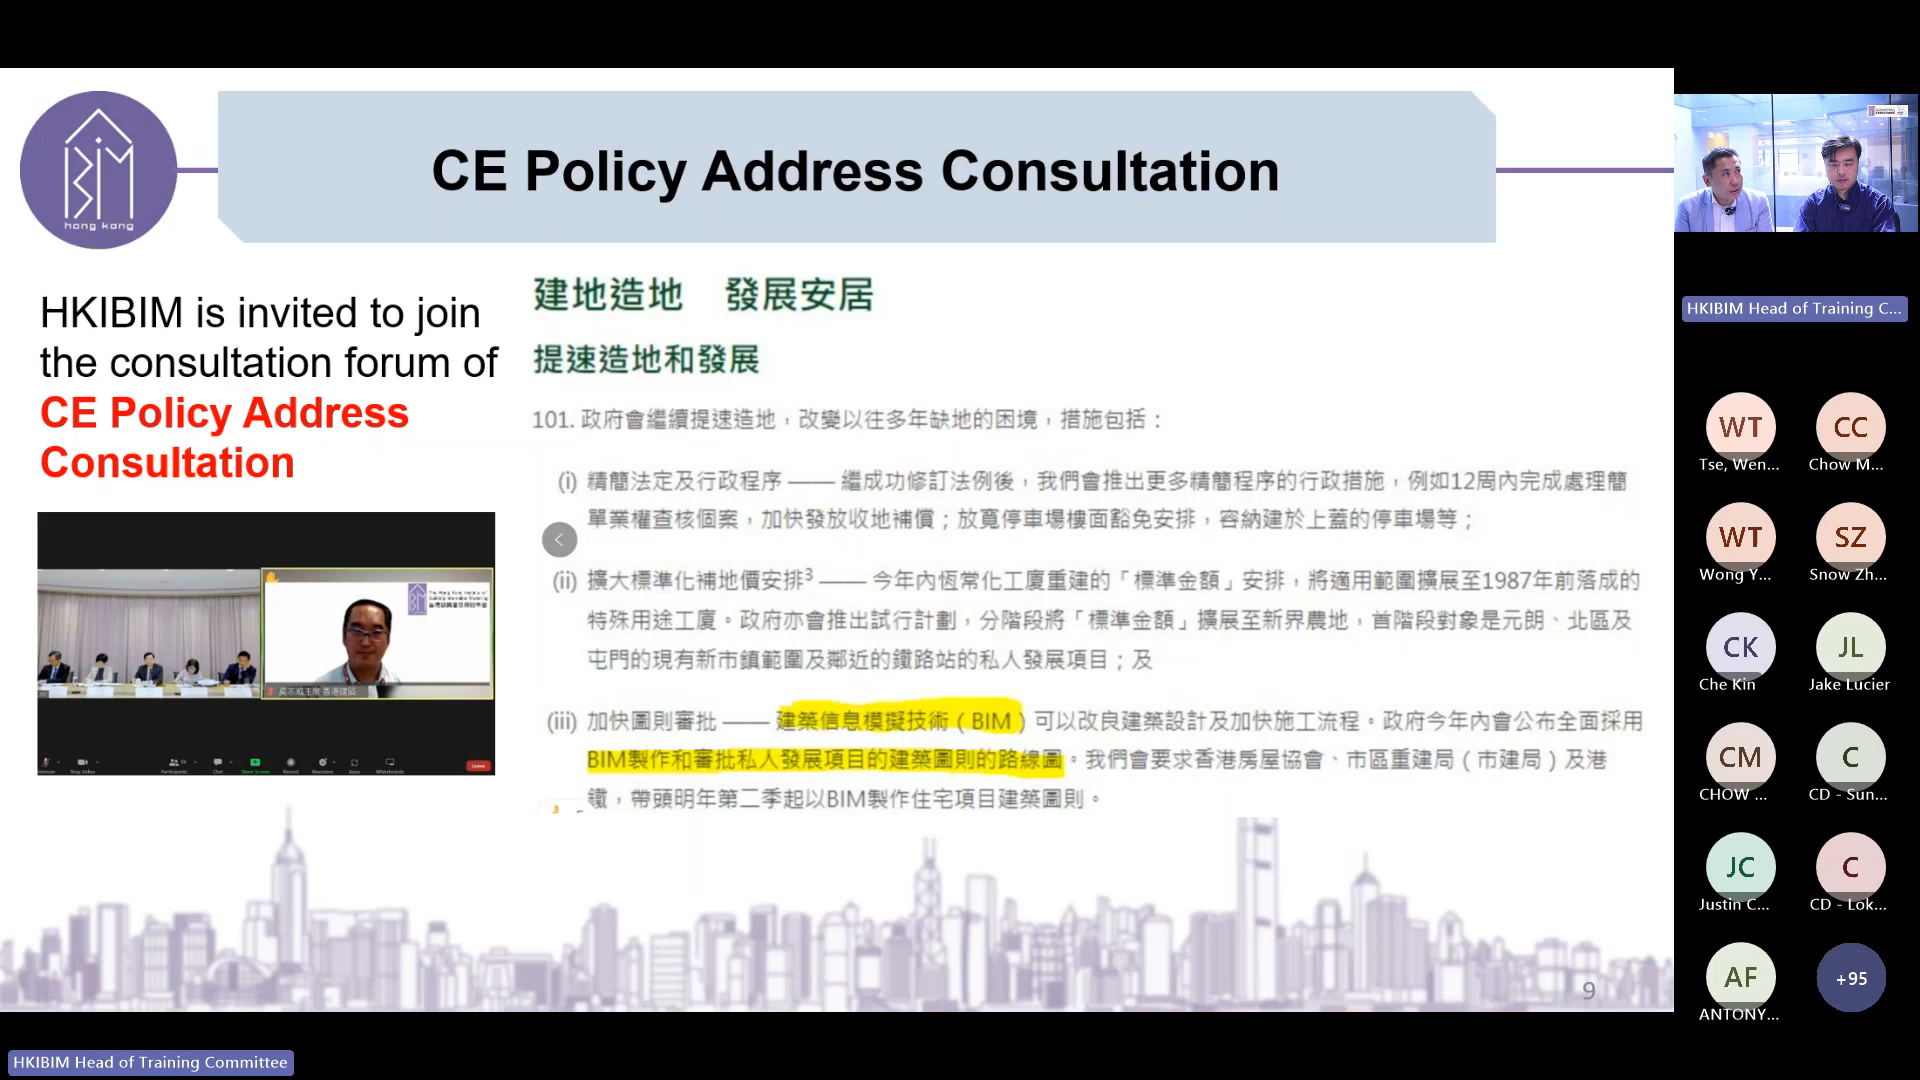 CE Policy Address Consultation
BIM
hong kong
HKIBIM is invited to join
the consultation forum of
CE Policy Address
Consultation
建地造地 發展安居
提速造地和發展
101. 政府會繼續提速造地，改變以往多年缺地的困境，措施包括：
(i) 精簡法定及行政程序 —— 繼成功修訂法例後，我們會推出更多精簡程序的行政措施，例如12周內完成處理簡
單業權查核個案，加快發放收地補償；放寬停車場樓面豁免安排，容納建於上蓋的停車場等；
(ii) 擴大標準化補地價安排3 —— 今年內恆常化工廈重建的「標準金額」安排，將適用範圍擴展至1987年前落成的
特殊用途工廈。政府亦會推出試行計劃，分階段將「標準金額」擴展至新界農地，首階段對象是元朗、北區及
屯門的現有新市鎮範圍及鄰近的鐵路站的私人發展項目；及
(iii) 加快圖則審批 —— 建築信息模擬技術（BIM）可以改良建築設計及加快施工流程。政府今年內會公布全面採用
BIM製作和審批私人發展項目的建築圖則的路線圖。我們會要求香港房屋協會、市區重建局（市建局）及港
鐵，帶頭明年第二季起以BIM製作住宅項目建築圖則。
9
HKIBIM Head of Training C...
WT
Tse, Wen...
CC
Chow M...
WT
Wong Y...
SZ
Snow Zh...
CK
Che Kin
JL
Jake Lucier
CM
CHOW ...
C
CD - Sun...
JC
Justin C...
C
CD - Lok...
AF
ANTONY...
+95
HKIBIM Head of Training Committee